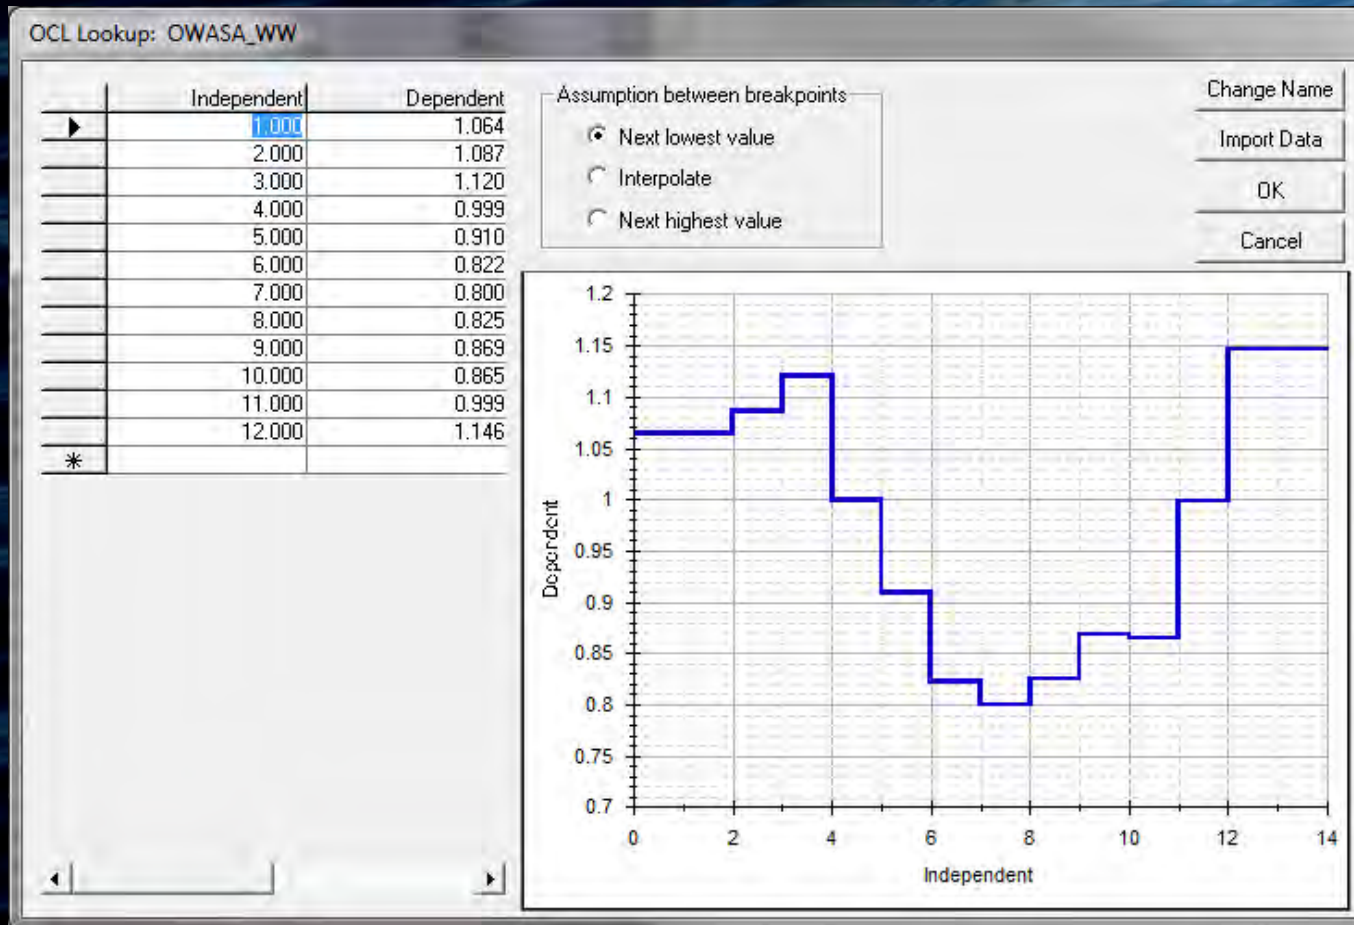 OCL Lookup: OWASA_WW
Independent Dependent
1.000 1.064
2.000 1.087
3.000 1.120
4.000 0.999
5.000 0.910
6.000 0.822
7.000 0.800
8.000 0.825
9.000 0.869
10.000 0.865
11.000 0.999
12.000 1.146
Assumption between breakpoints
Next lowest value
Interpolate
Next highest value
Change Name
Import Data
OK
Cancel
1.2
1.15
1.1
1.05
1
0.95
0.9
0.85
0.8
0.75
0.7
Dependent
0 2 4 6 8 10 12 14
Independent